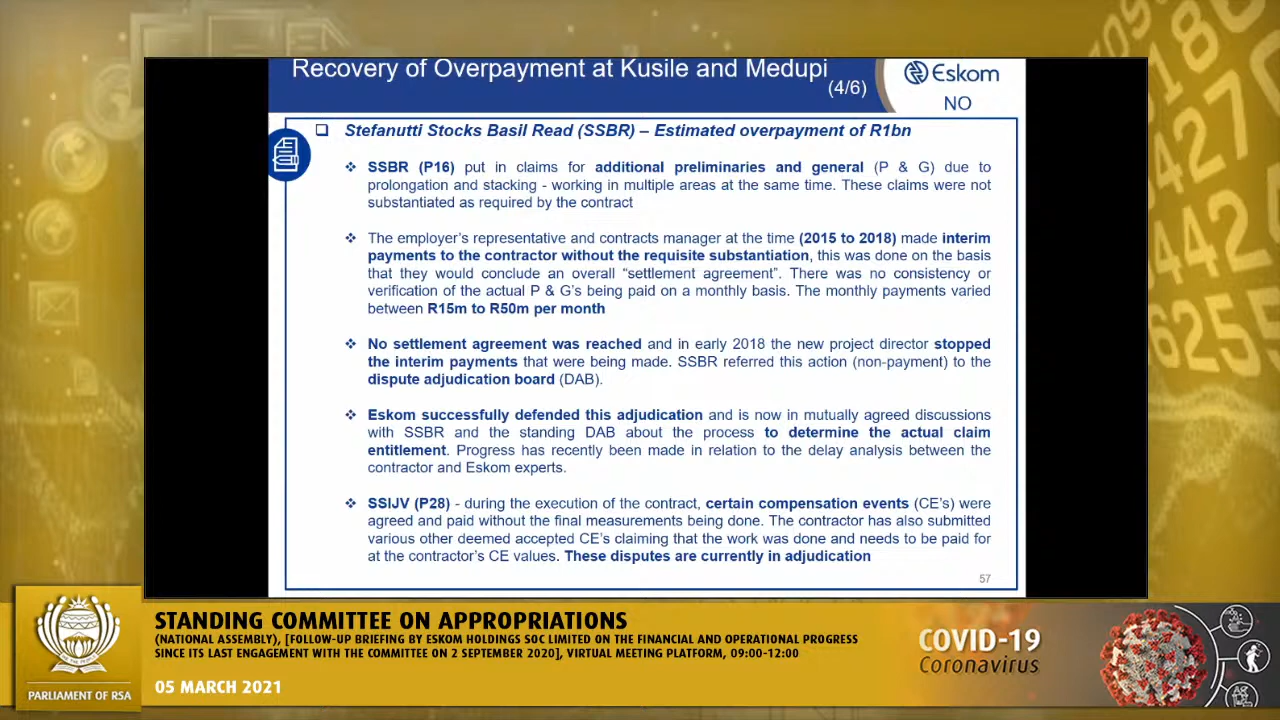 Recovery of Overpayment at Kusile and Medupi
(4/6)
Eskom
NO
Stefanutti Stocks Basil Read (SSBR) – Estimated overpayment of R1bn
SSBR (P16) put in claims for additional preliminaries and general (P & G) due to
prolongation and stacking - working in multiple areas at the same time. These claims were not
substantiated as required by the contract
The employer's representative and contracts manager at the time (2015 to 2018) made interim
payments to the contractor without the requisite substantiation, this was done on the basis
that they would conclude an overall “settlement agreement”. There was no consistency or
verification of the actual P & G's being paid on a monthly basis. The monthly payments varied
between R15m to R50m per month
No settlement agreement was reached and in early 2018 the new project director stopped
the interim payments that were being made. SSBR referred this action (non-payment) to the
dispute adjudication board (DAB).
Eskom successfully defended this adjudication and is now in mutually agreed discussions
with SSBR and the standing DAB about the process to determine the actual claim
entitlement. Progress has recently been made in relation to the delay analysis between the
contractor and Eskom experts.
SSIJV (P28) - during the execution of the contract, certain compensation events (CE's) were
agreed and paid without the final measurements being done. The contractor has also submitted
various other deemed accepted CE's claiming that the work was done and needs to be paid for
at the contractor's CE values. These disputes are currently in adjudication
57
STANDING COMMITTEE ON APPROPRIATIONS
(NATIONAL ASSEMBLY), [FOLLOW-UP BRIEFING BY ESKOM HOLDINGS SOC LIMITED ON THE FINANCIAL AND OPERATIONAL PROGRESS
SINCE ITS LAST ENGAGEMENT WITH THE COMMITTEE ON 2 SEPTEMBER 2020], VIRTUAL MEETING PLATFORM, 09:00-12:00
05 MARCH 2021
PARLIAMENT OF RSA
COVID-19
Coronavirus